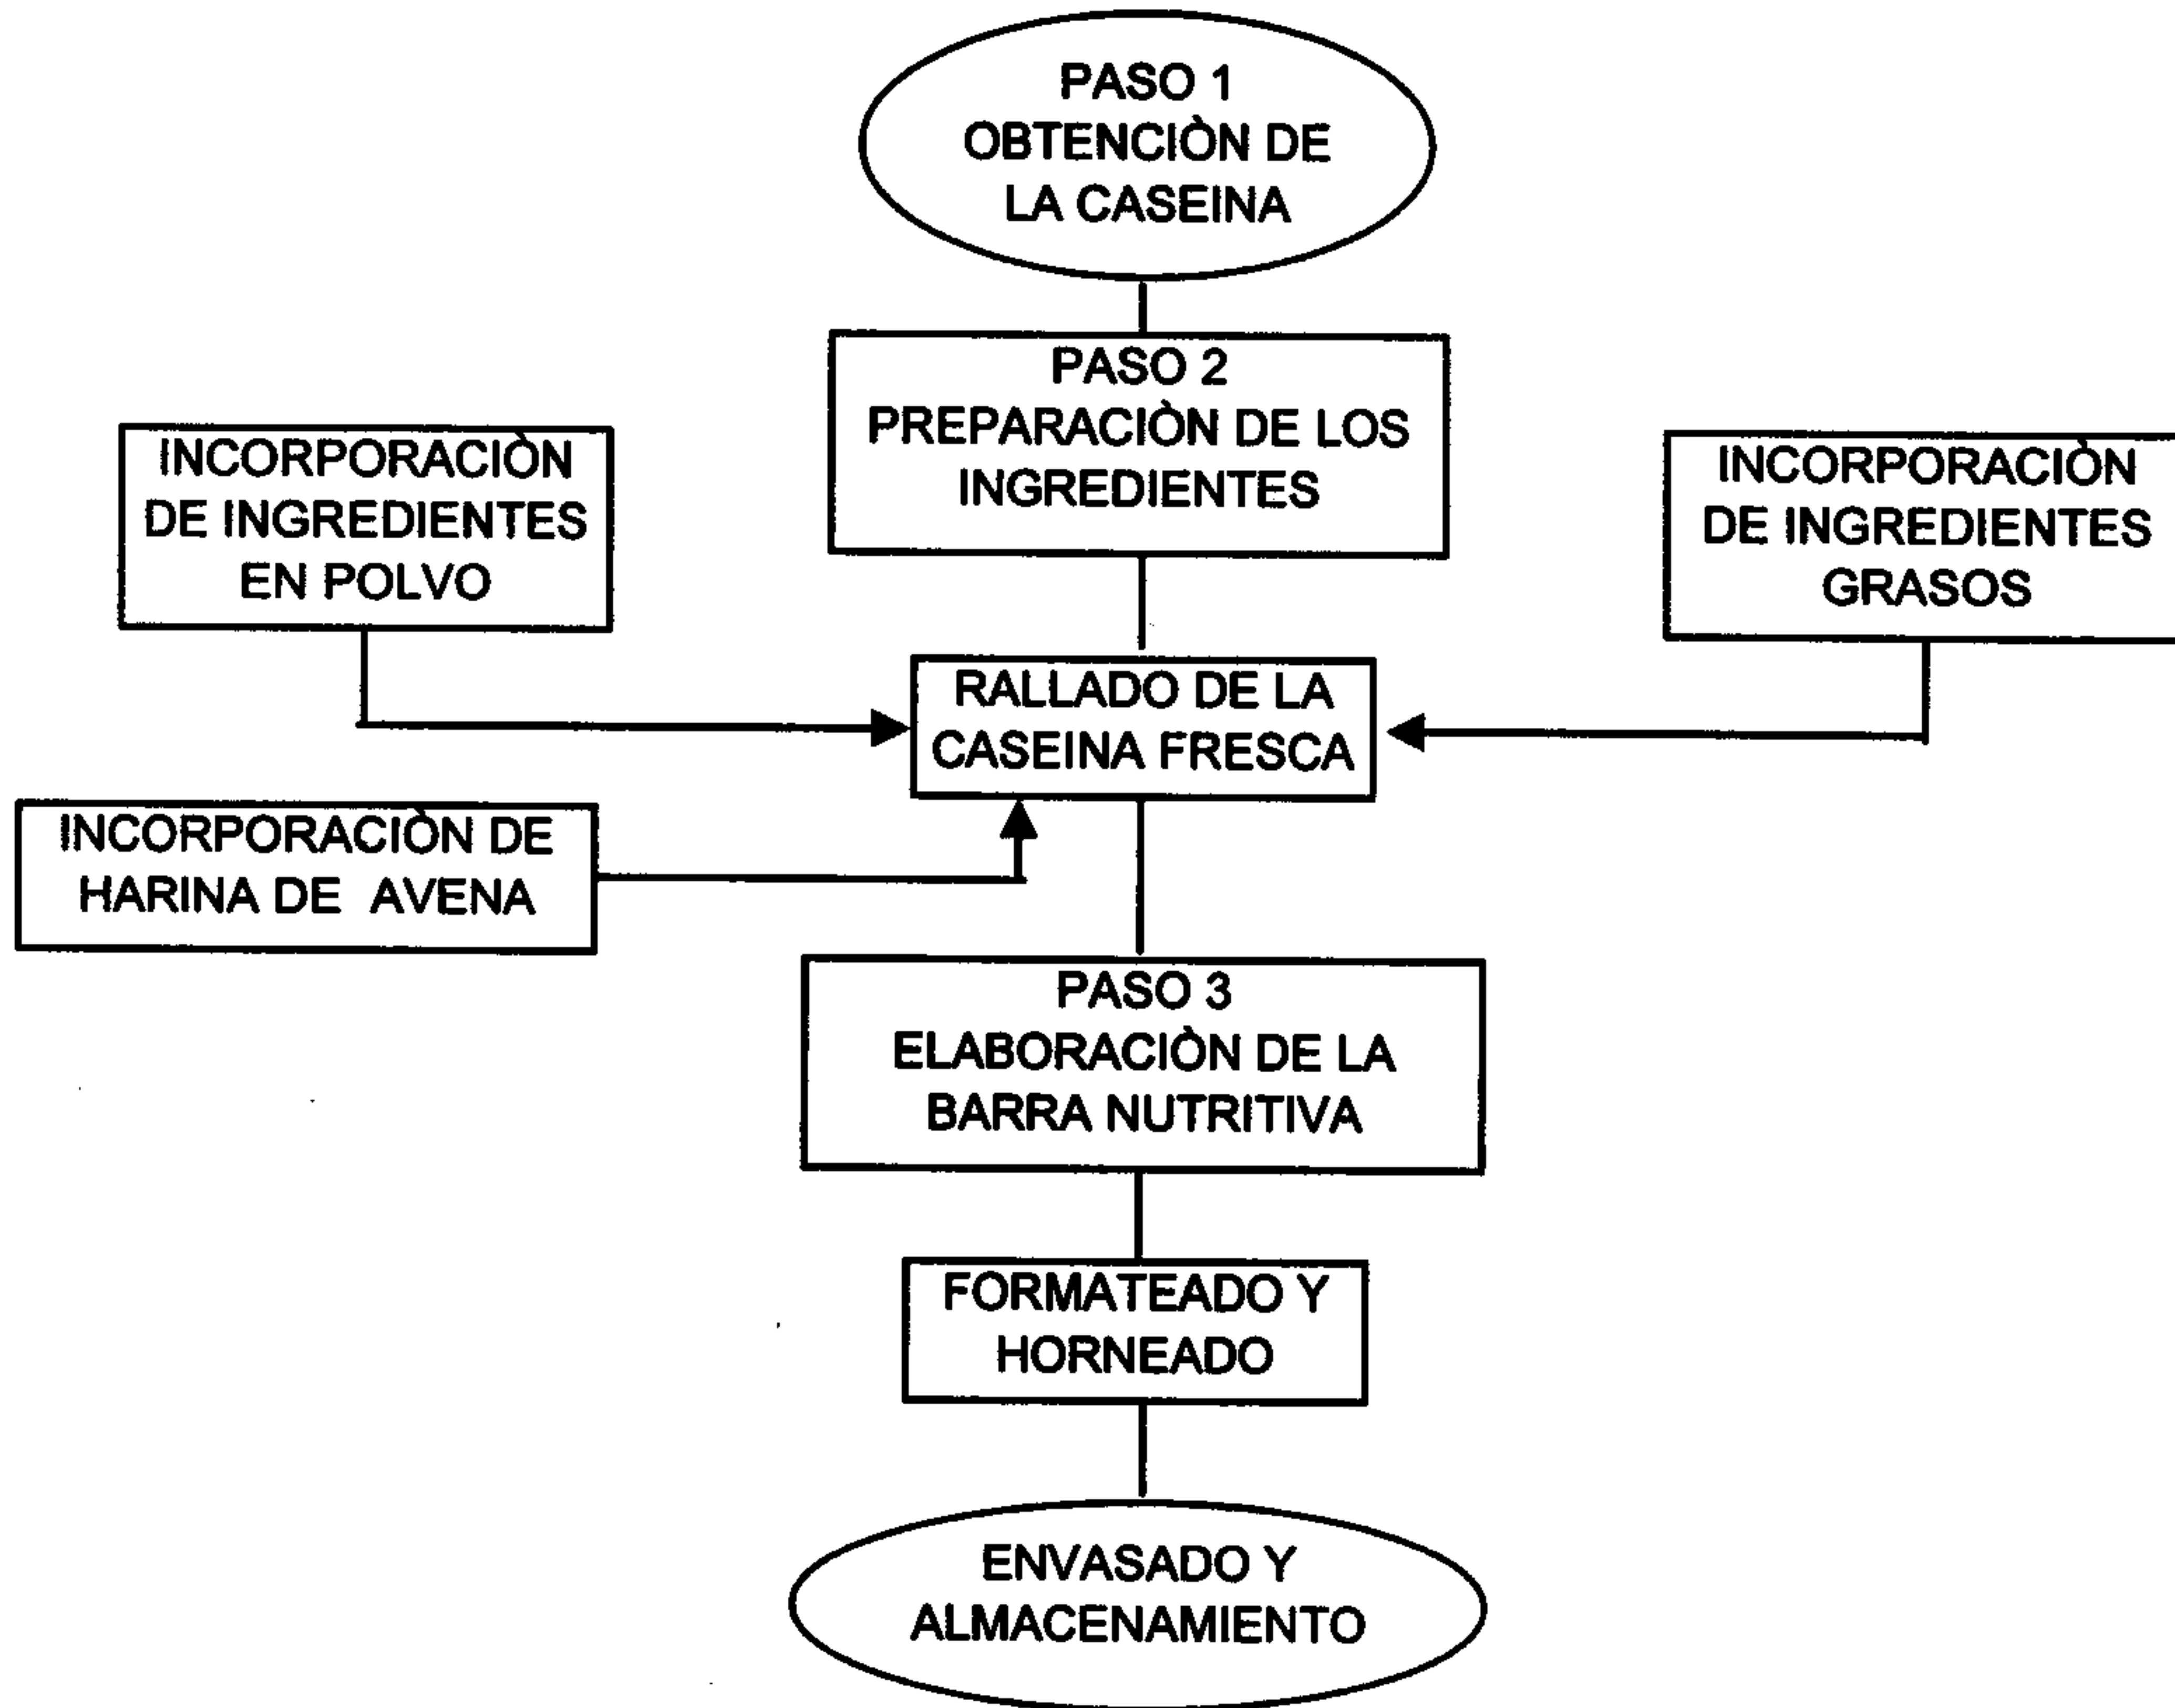 PASO 1
OBTENCIÒN DE
LA CASEINA
PASO 2
PREPARACIÒN DE LOS
INGREDIENTES
INCORPORACIÒN
DE INGREDIENTES
EN POLVO
INCORPORACIÒN
DE INGREDIENTES
GRASOS
RALLADO DE LA
CASEINA FRESCA
INCORPORACIÒN DE
HARINA DE AVENA
PASO 3
ELABORACIÒN DE LA
BARRA NUTRITIVA
FORMATEADO Y
HORNEADO
ENVASADO Y
ALMACENAMIENTO